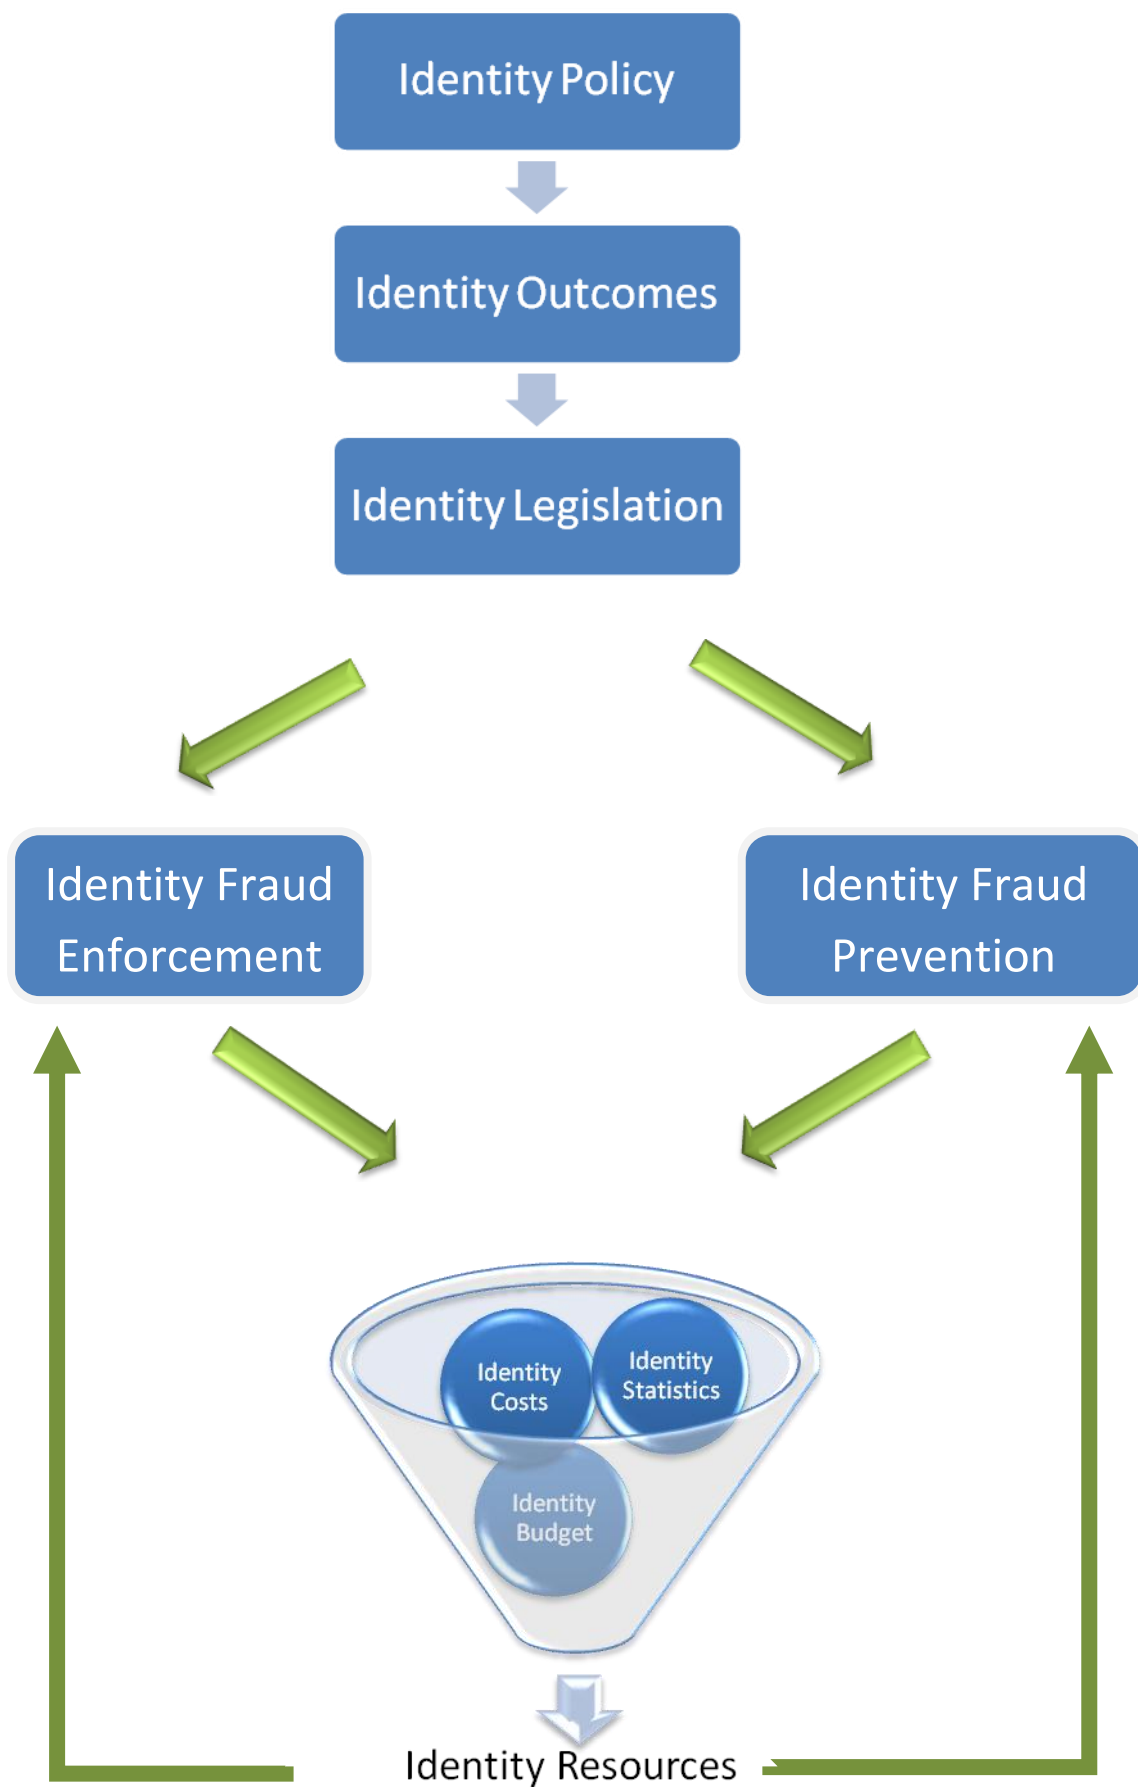 Identity Policy
Identity Outcomes
Identity Legislation
Identity Fraud
Enforcement
Identity Fraud
Prevention
Identity
Costs
Identity
Statistics
Identity
Budget
Identity Resources